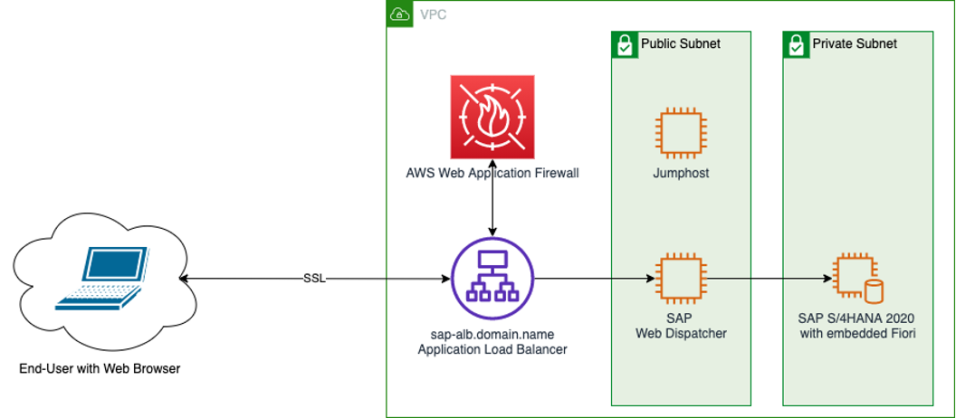 VPC
Public Subnet
Private Subnet
AWS Web Application Firewall
Jumphost
SSL
sap-alb.domain.name
Application Load Balancer
SAP
Web Dispatcher
SAP S/4HANA 2020
with embedded Fiori
End-User with Web Browser